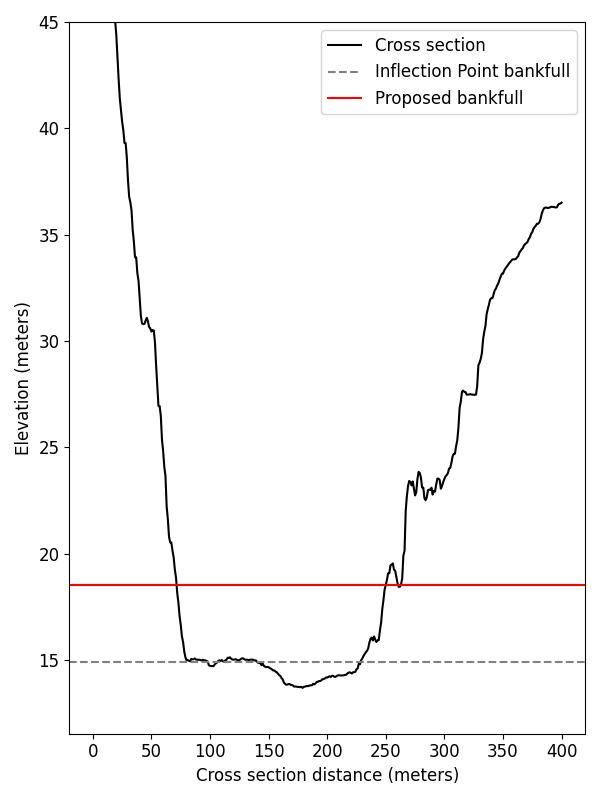 Cross section
Inflection Point bankfull
Proposed bankfull
45
40
35
30
25
20
15
Elevation (meters)
0 50 100 150 200 250 300 350 400
Cross section distance (meters)